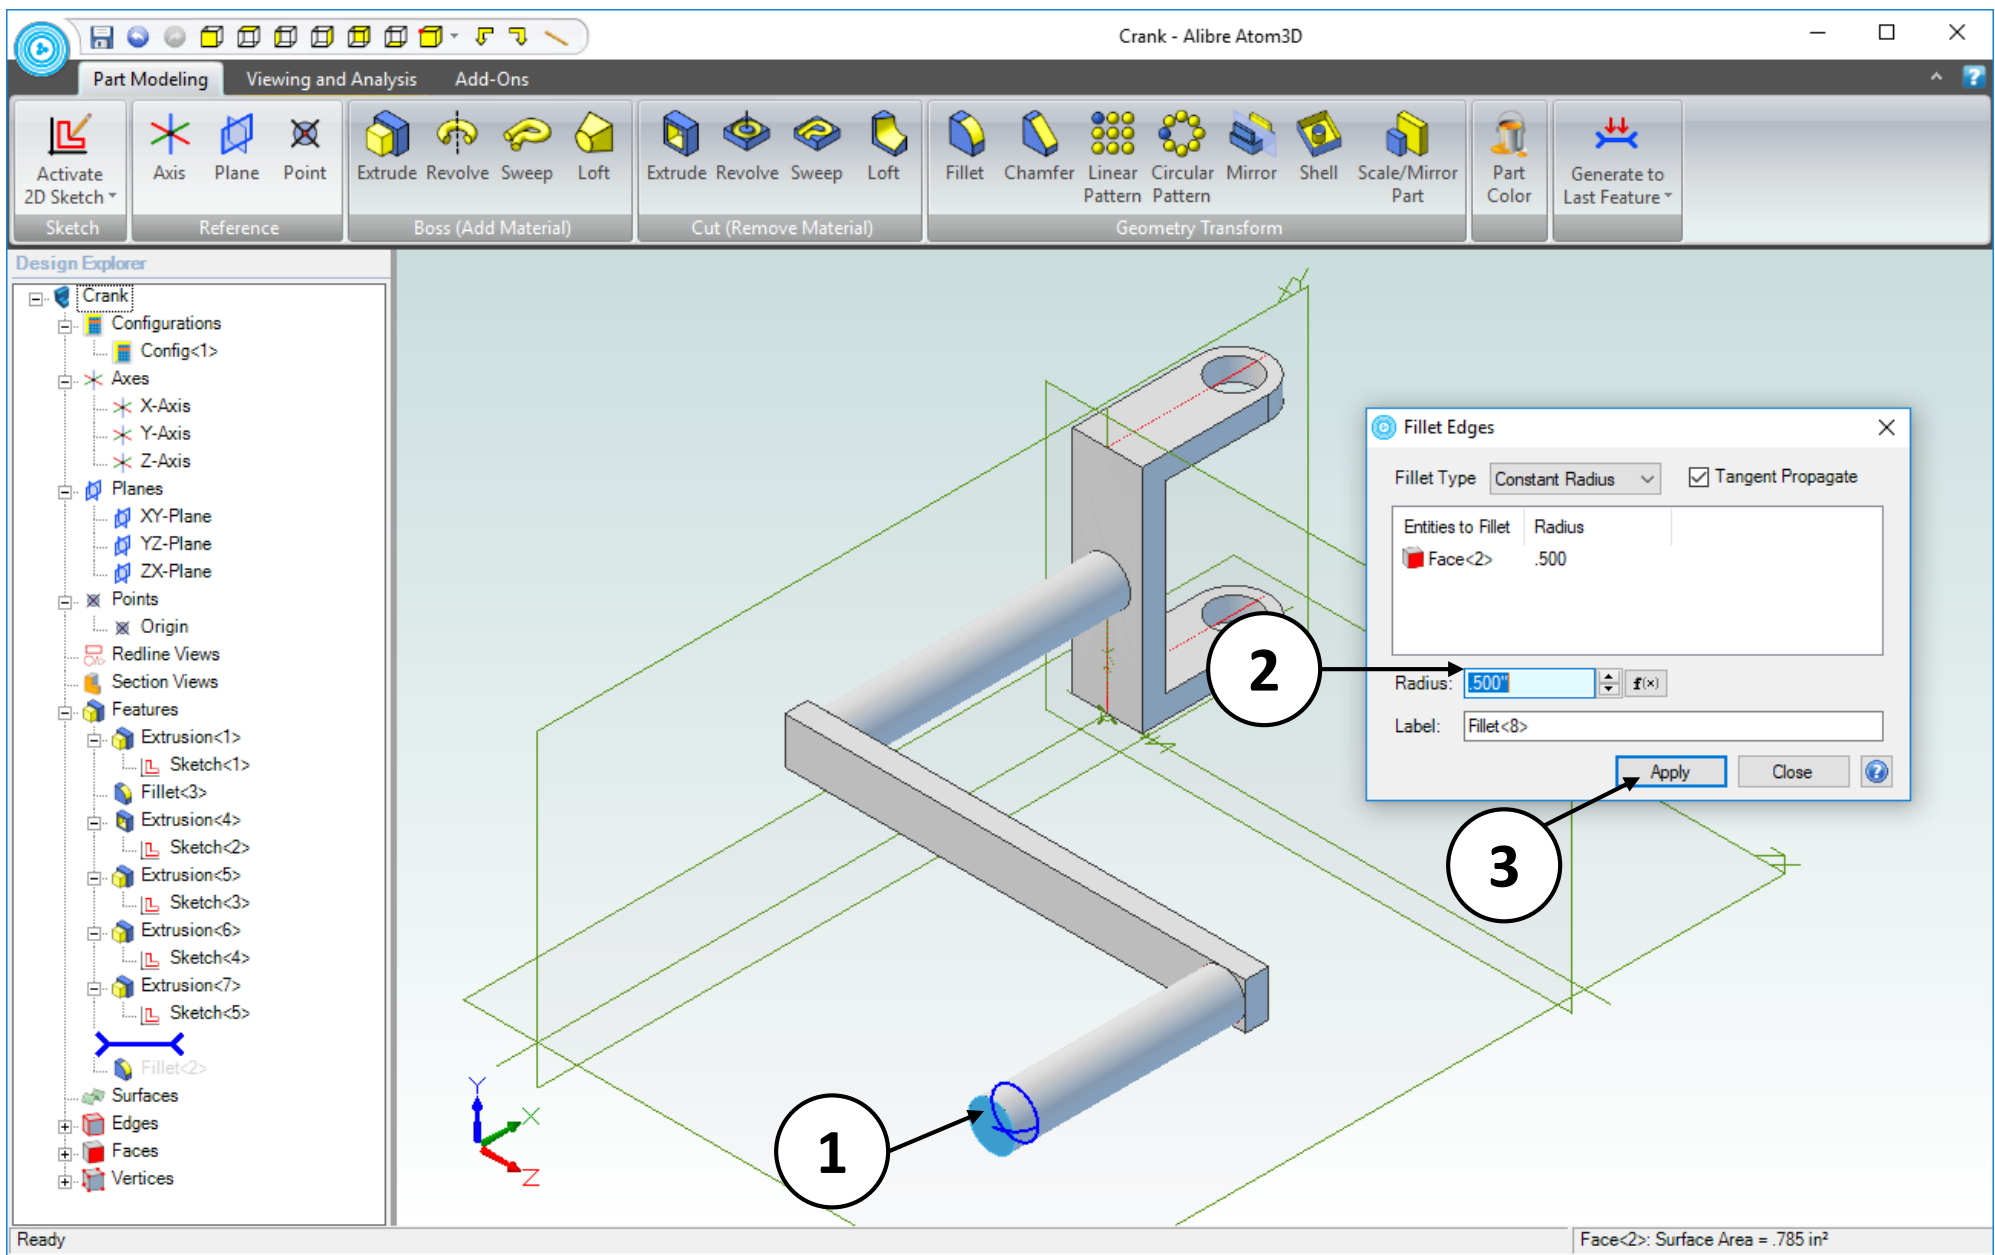 Crank - Alibre Atom3D
Part Modeling
Viewing and Analysis
Add-Ons
Activate
2D Sketch
Axis
Plane
Point
Extrude
Revolve
Sweep
Loft
Extrude
Revolve
Sweep
Loft
Fillet
Chamfer
Linear
Pattern
Circular
Pattern
Mirror
Shell
Scale/Mirror
Part
Part
Color
Generate to
Last Feature
Sketch
Reference
Boss (Add Material)
Cut (Remove Material)
Geometry Transform
Design Explorer
Crank
Configurations
Config<1>
Axes
X-Axis
Y-Axis
Z-Axis
Planes
XY-Plane
YZ-Plane
ZX-Plane
Points
Origin
Redline Views
Section Views
Features
Extrusion<1>
Sketch<1>
Fillet<3>
Extrusion<4>
Sketch<2>
Extrusion<5>
Sketch<3>
Extrusion<6>
Sketch<4>
Extrusion<7>
Sketch<5>
Fillet<2>
Surfaces
Edges
Faces
Vertices
Y
X
Z
1
2
3
Fillet Edges
Fillet Type
Constant Radius
Tangent Propagate
Entities to Fillet
Radius
Face<2>
.500
Radius:
.500"
f(x)
Label:
Fillet<8>
Apply
Close
Ready
Face<2>: Surface Area = .785 in²